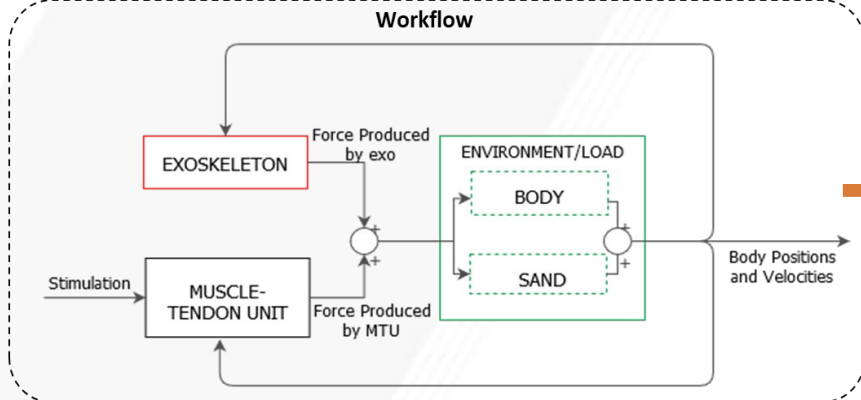 Workflow
Force Produced
by exo
EXOSKELETON
ENVIRONMENT/LOAD
BODY
+
+
+
+
SAND
Stimulation
MUSCLE-
TENDON UNIT
Force Produced
by MTU
Body Positions
and Velocities